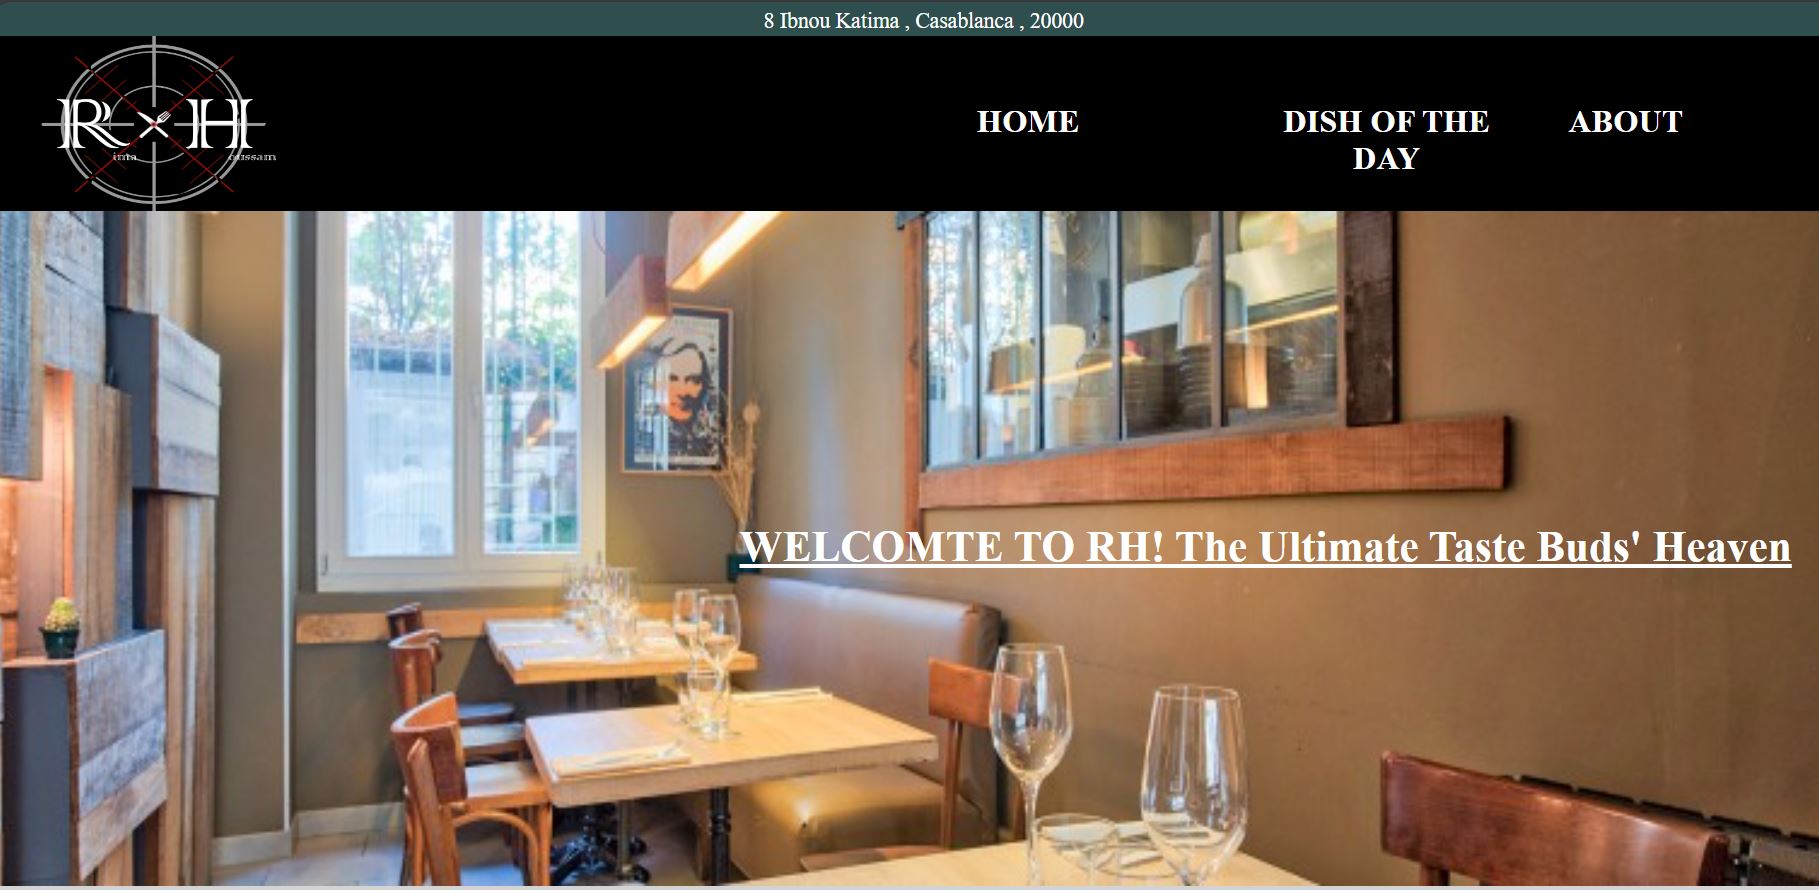 8 Ibnou Katima , Casablanca , 20000
R H
ima oussam
HOME
DISH OF THE
DAY
ABOUT
WELCOMTE TO RH! The Ultimate Taste Buds' Heaven